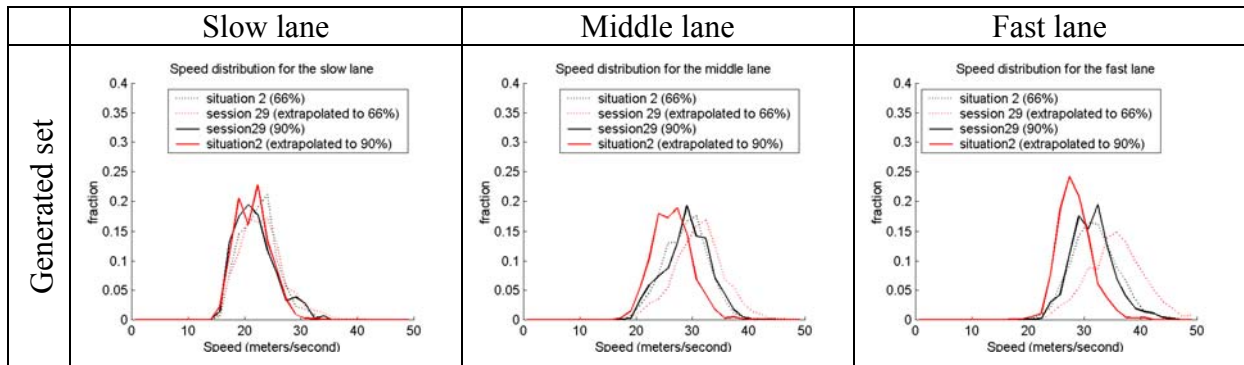 Slow lane
Middle lane
Fast lane
Generated set
Speed distribution for the slow lane
0.4
0.35
0.3
0.25
0.2
0.15
0.1
0.05
0
fraction
situation 2 (66%)
session 29 (extrapolated to 66%)
session29 (90%)
situation2 (extrapolated to 90%)
0 10 20 30 40 50
Speed (meters/second)
Speed distribution for the middle lane
0.4
0.35
0.3
0.25
0.2
0.15
0.1
0.05
0
fraction
situation 2 (66%)
session 29 (extrapolated to 66%)
session29 (90%)
situation2 (extrapolated to 90%)
0 10 20 30 40 50
Speed (meters/second)
Speed distribution for the fast lane
0.4
0.35
0.3
0.25
0.2
0.15
0.1
0.05
0
fraction
situation 2 (66%)
session 29 (extrapolated to 66%)
session29 (90%)
situation2 (extrapolated to 90%)
0 10 20 30 40 50
Speed (meters/second)